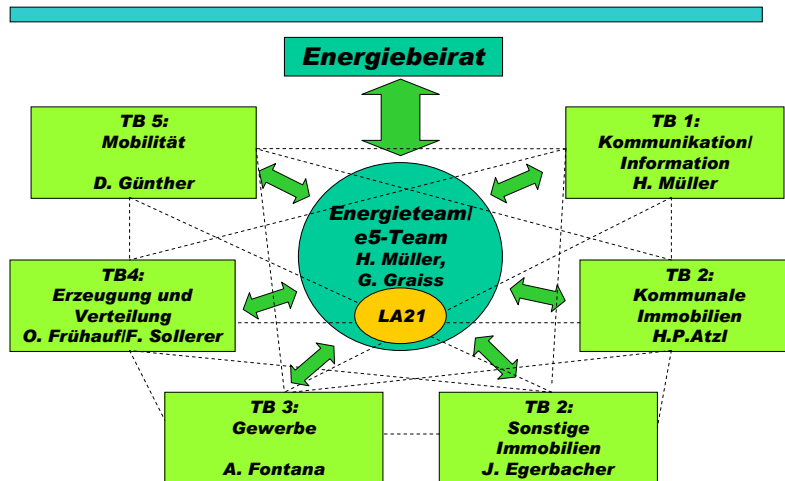 Energiebeirat
TB 5:
Mobilität
D. Günther
TB 1:
Kommunikation/
Information
H. Müller
Energieteam/
e5-Team
H. Müller,
G. Graiss
LA21
TB4:
Erzeugung und
Verteilung
O. Frühauf/F. Sollerer
TB 2:
Kommunale
Immobilien
H.P.Atzl
TB 3:
Gewerbe
A. Fontana
TB 2:
Sonstige
Immobilien
J. Egerbacher